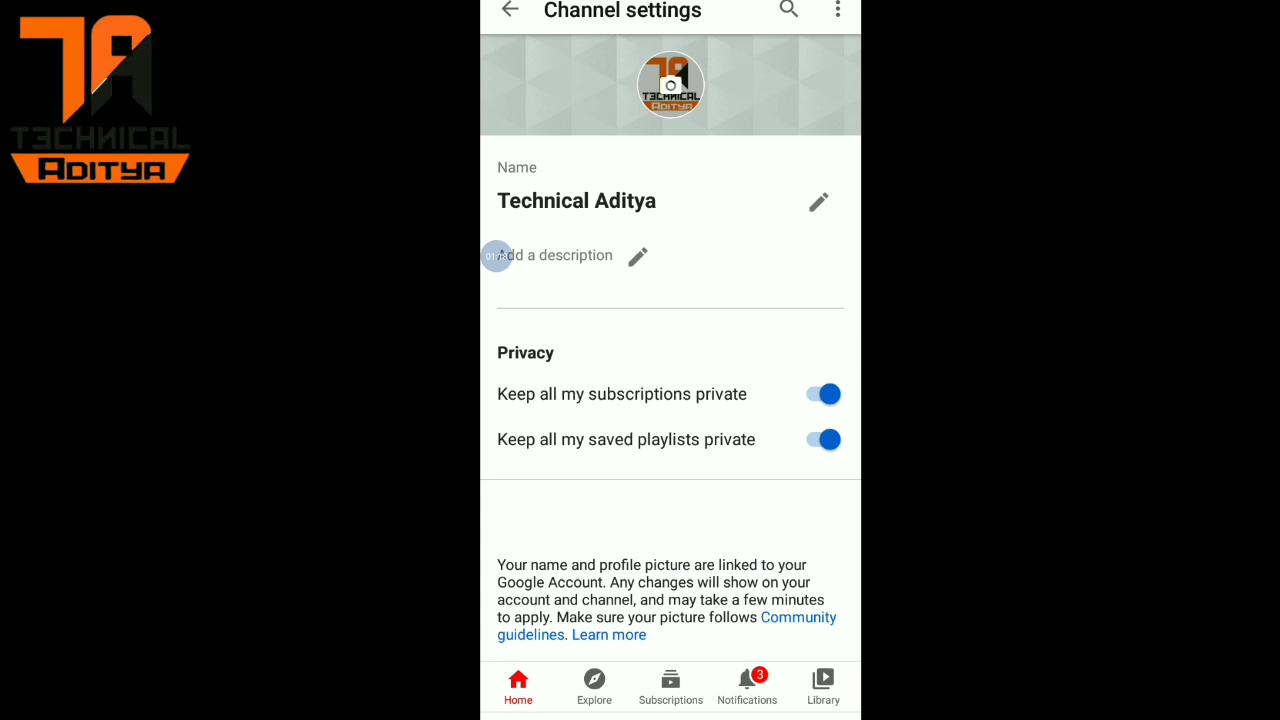 Channel settings
TECHNICAL
ADITYA
TECHNICAL
ADITYA
Name
Technical Aditya
Add a description
Privacy
Keep all my subscriptions private
Keep all my saved playlists private
Your name and profile picture are linked to your
Google Account. Any changes will show on your
account and channel, and may take a few minutes
to apply. Make sure your picture follows Community
guidelines. Learn more
3
Home Explore Subscriptions Notifications Library